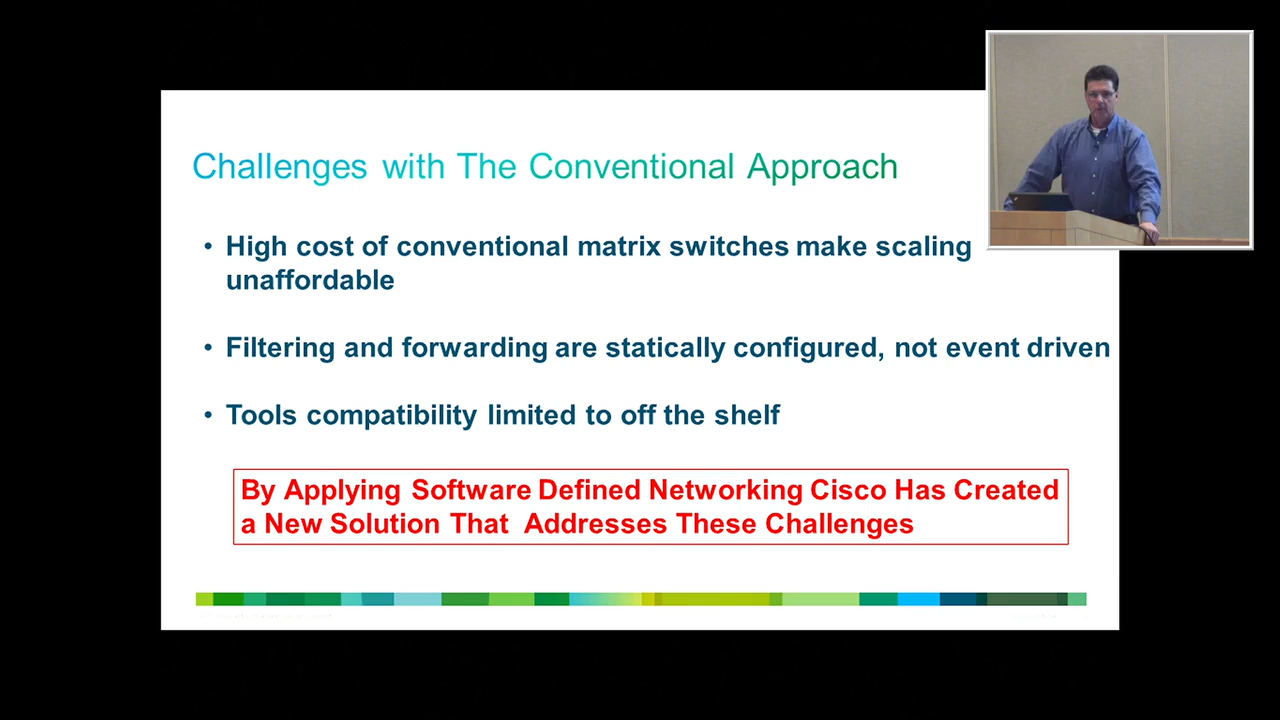 Challenges with The Conventional Approach
• High cost of conventional matrix switches make scaling
unaffordable
• Filtering and forwarding are statically configured, not event driven
• Tools compatibility limited to off the shelf
By Applying Software Defined Networking Cisco Has Created
a New Solution That Addresses These Challenges